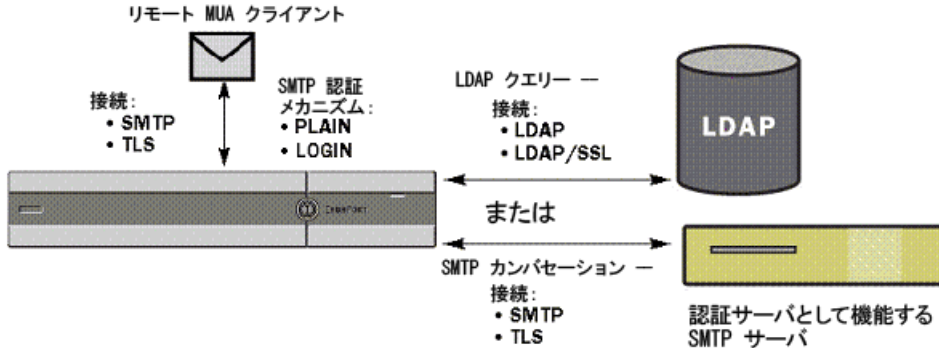 リモート MUA クライアント
接続:
• SMTP
• TLS
SMTP 認証
メカニズム:
• PLAIN
• LOGIN
LDAP クエリー －
接続:
• LDAP
• LDAP/SSL
LDAP
IRONPORT
または
SMTP カンバセーション －
接続:
• SMTP
• TLS
認証サーバとして機能する
SMTP サーバ